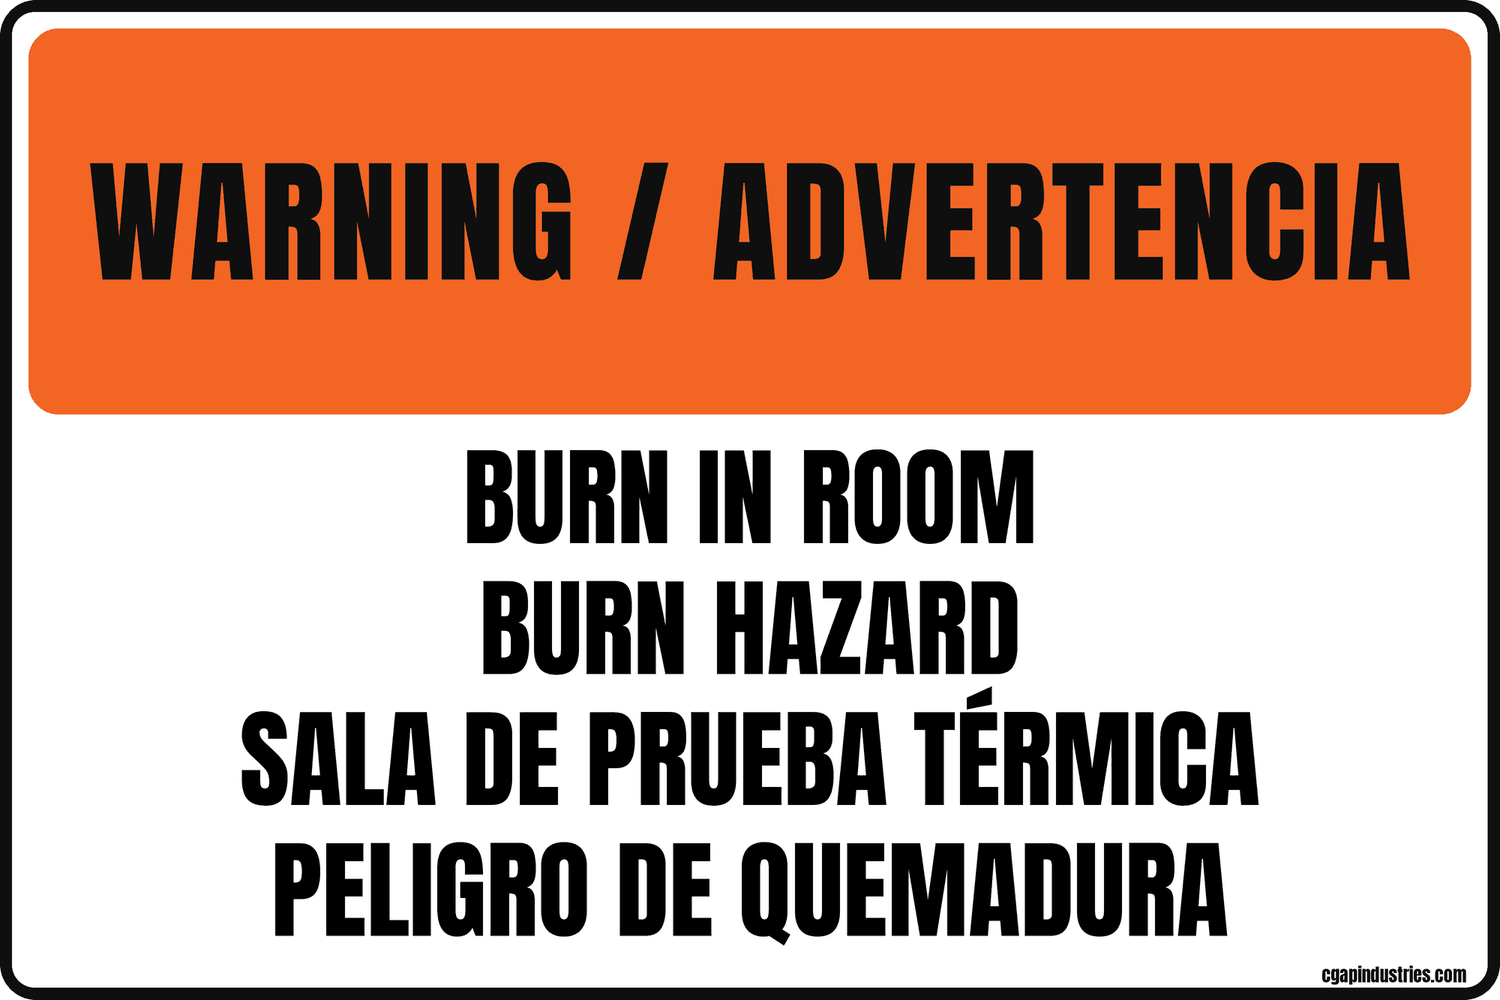 WARNING / ADVERTENCIA
BURN IN ROOM
BURN HAZARD
SALA DE PRUEBA TÉRMICA
PELIGRO DE QUEMADURA
cgapindustries.com